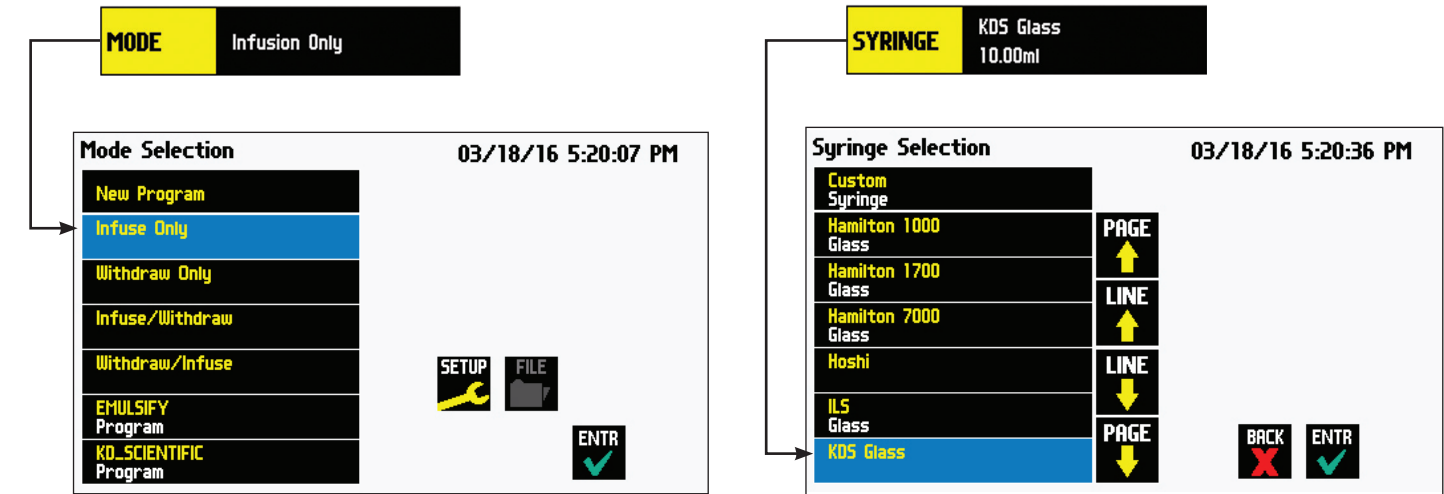 MODE
Infusion Only
Mode Selection
03/18/16 5:20:07 PM
New Program
Infuse Only
Withdraw Only
Infuse/Withdraw
Withdraw/Infuse
EMULSIFY
Program
KD_SCIENTIFIC
Program
SETUP
FILE
ENTR
SYRINGE
KDS Glass
10.00ml
Syringe Selection
03/18/16 5:20:36 PM
Custom
Syringe
Hamilton 1000
Glass
Hamilton 1700
Glass
Hamilton 7000
Glass
Hoshi
ILS
Glass
KDS Glass
PAGE
LINE
LINE
PAGE
BACK
ENTR